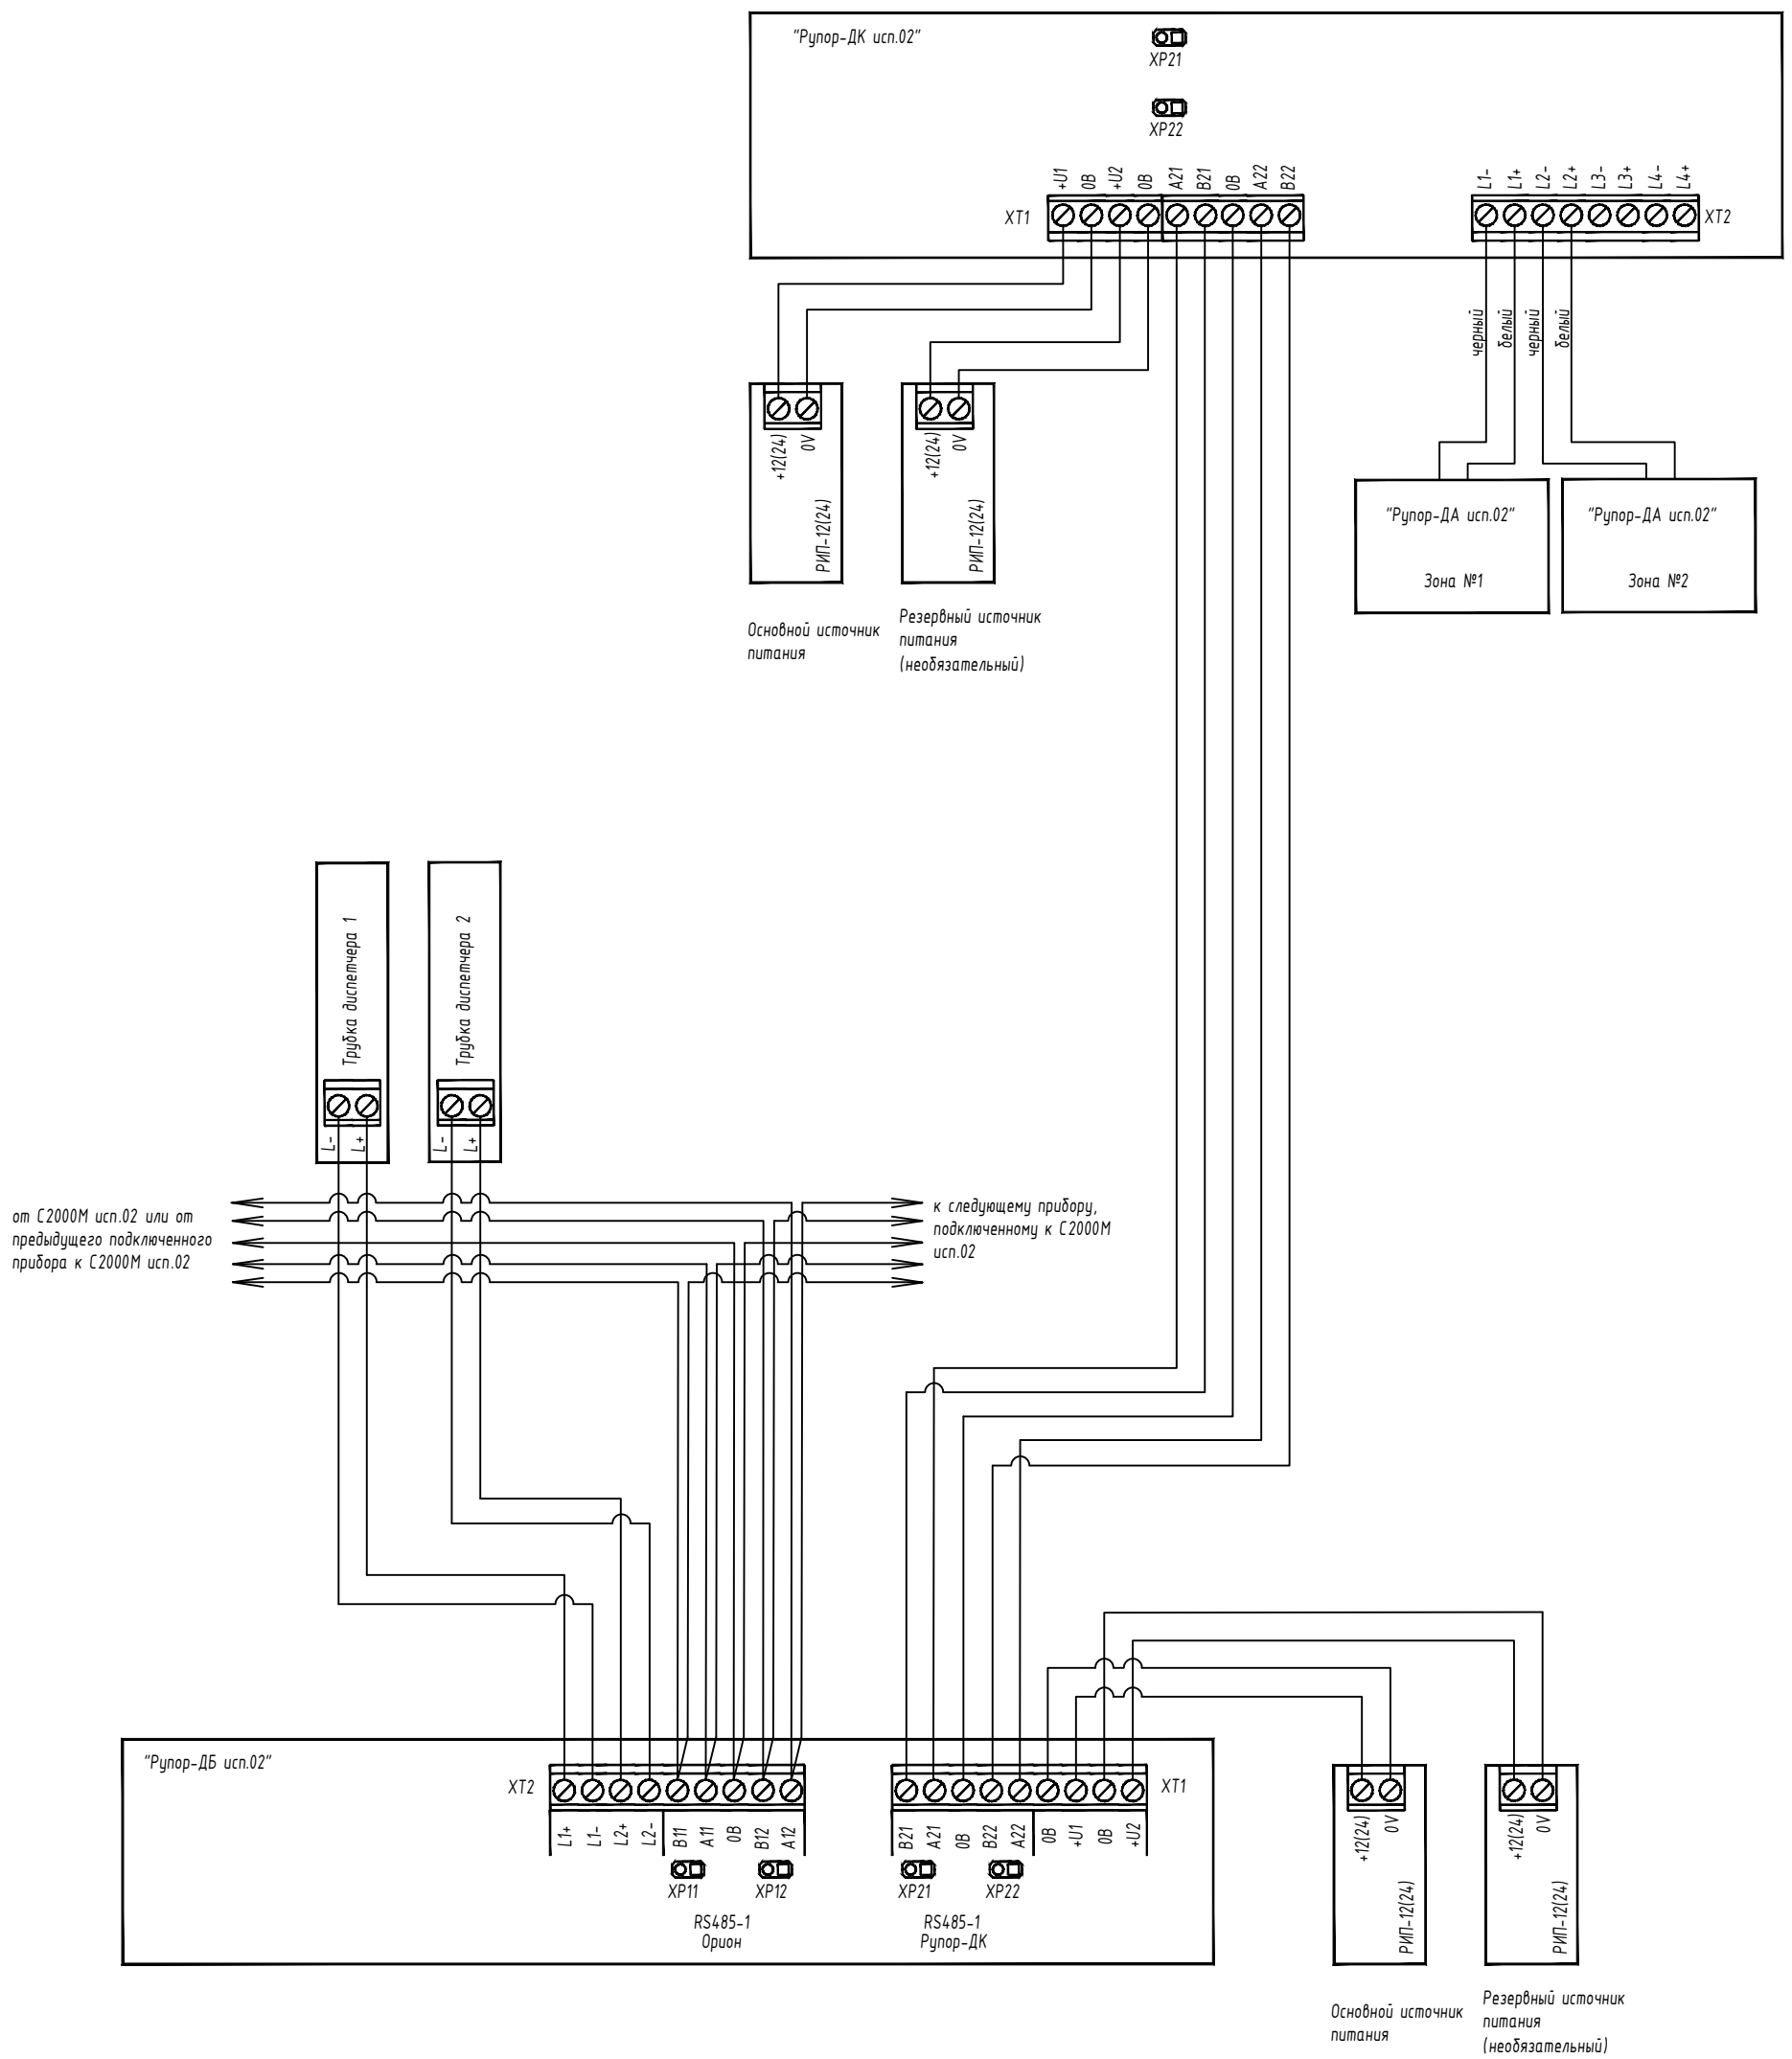 "Рупор-ДК исп.02"
XP21
XP22
+U1
0В
+U2
0В
A21
B21
0В
A22
B22
XT1
L1-
L1+
L2-
L2+
L3-
L3+
L4-
L4+
XT2
черный
белый
черный
белый
+12(24)
0V
РИП-12(24)
+12(24)
0V
РИП-12(24)
"Рупор-ДА исп.02"
Зона №1
"Рупор-ДА исп.02"
Зона №2
Основной источник
питания
Резервный источник
питания
(необязательный)
Трубка диспетчера 1
L-
L+
Трубка диспетчера 2
L-
L+
от С2000М исп.02 или от
предыдущего подключенного
прибора к С2000М исп.02
к следующему прибору,
подключенному к С2000М
исп.02
"Рупор-ДБ исп.02"
XT2
L1+
L1-
L2+
L2-
B11
A11
0В
B12
A12
XP11
XP12
RS485-1
Орион
XT1
B21
A21
0В
B22
A22
0В
+U1
0В
+U2
XP21
XP22
RS485-1
Рупор-ДК
+12(24)
0V
РИП-12(24)
+12(24)
0V
РИП-12(24)
Основной источник
питания
Резервный источник
питания
(необязательный)